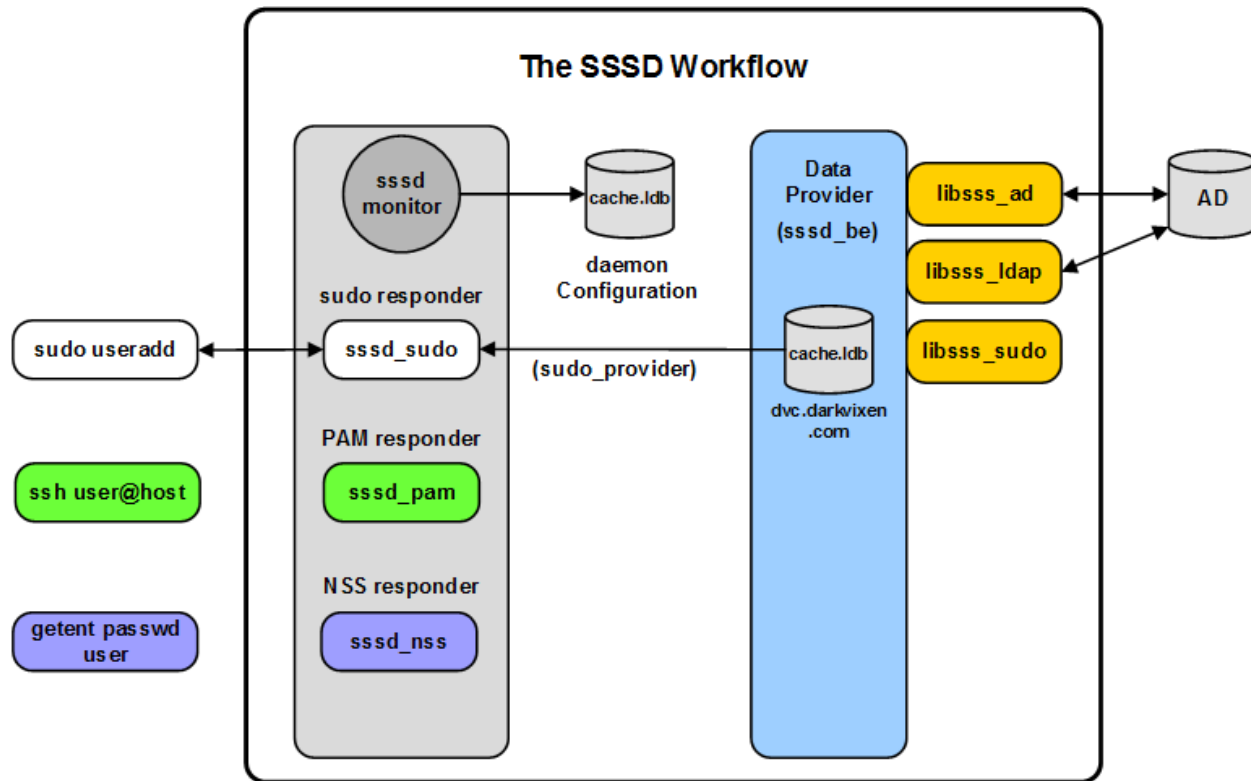 The SSSD Workflow
sssd
monitor
cache.ldb
daemon
Configuration
Data
Provider
(sssd_be)
libsss_ad
AD
libsss_ldap
sudo responder
sudo useradd
sssd_sudo
(sudo_provider)
cache.ldb
libsss_sudo
dvc.darkvixen
.com
PAM responder
ssh user@host
sssd_pam
NSS responder
getent passwd
user
sssd_nss